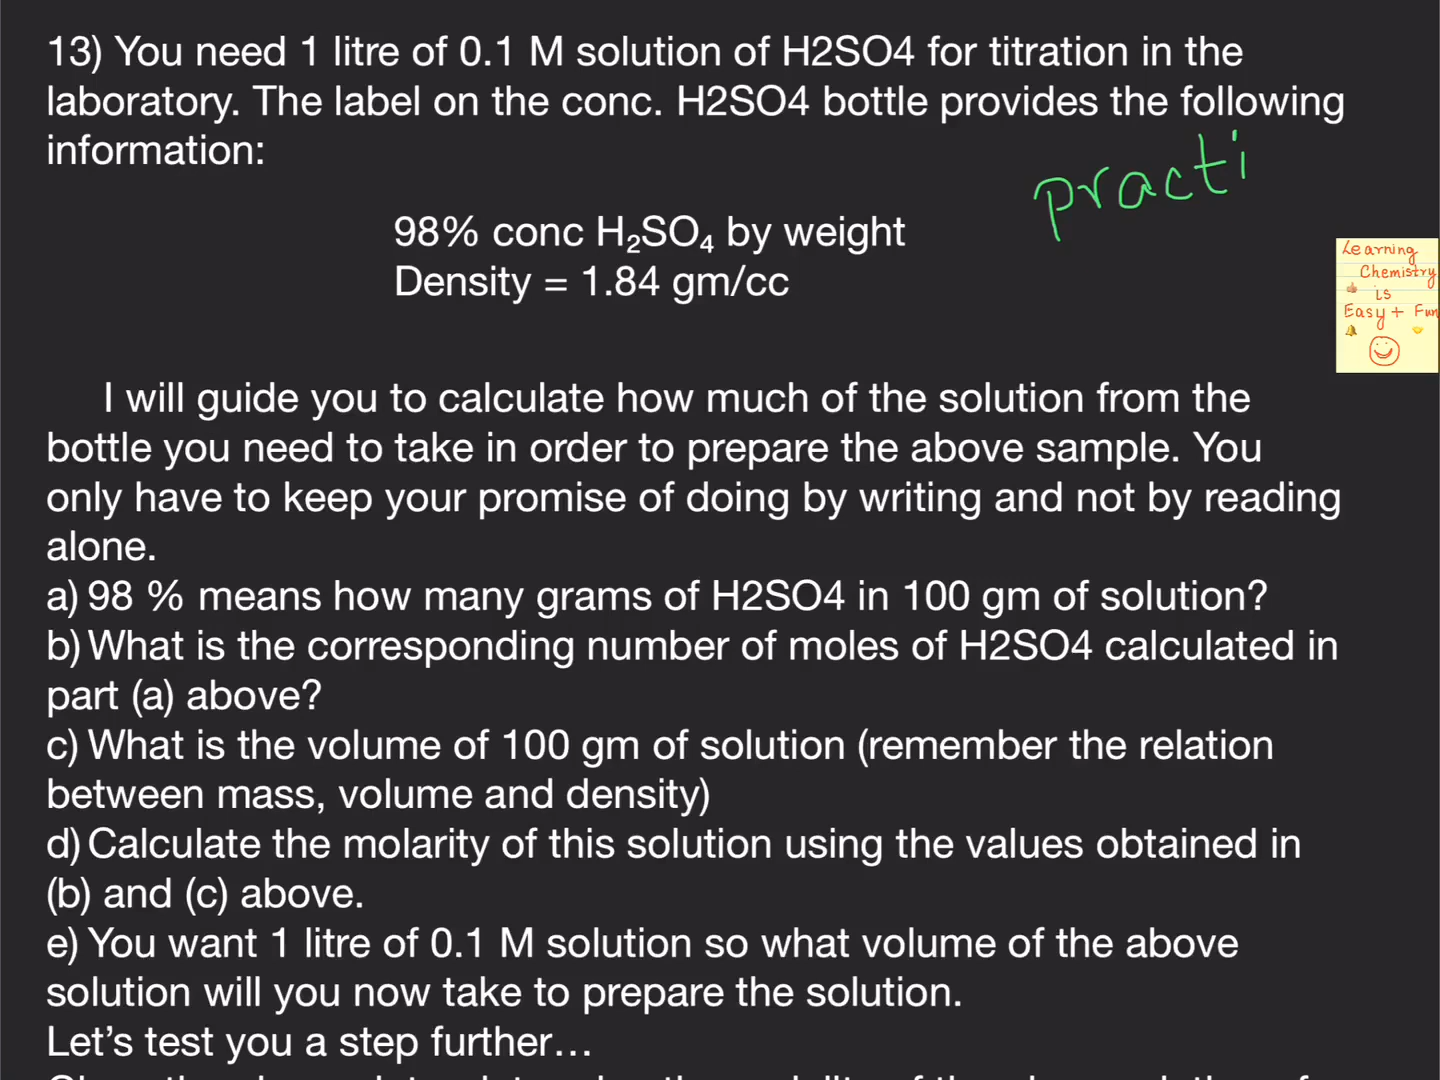 13) You need 1 litre of 0.1 M solution of H2SO4 for titration in the
laboratory. The label on the conc. H2SO4 bottle provides the following
information:
practi
98% conc H₂SO₄ by weight
Density = 1.84 gm/cc
Learning
Chemistry
is
Easy + Fun
I will guide you to calculate how much of the solution from the
bottle you need to take in order to prepare the above sample. You
only have to keep your promise of doing by writing and not by reading
alone.
a) 98 % means how many grams of H2SO4 in 100 gm of solution?
b) What is the corresponding number of moles of H2SO4 calculated in
part (a) above?
c) What is the volume of 100 gm of solution (remember the relation
between mass, volume and density)
d) Calculate the molarity of this solution using the values obtained in
(b) and (c) above.
e) You want 1 litre of 0.1 M solution so what volume of the above
solution will you now take to prepare the solution.
Let's test you a step further...